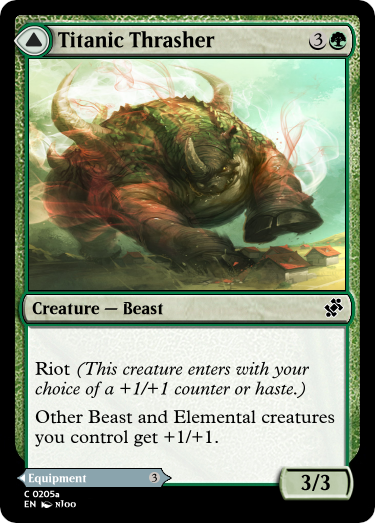 Titanic Thrasher 3
Creature — Beast
Riot (This creature enters with your
choice of a +1/+1 counter or haste.)
Other Beast and Elemental creatures
you control get +1/+1.
Equipment 3
3/3
C 0205a
EN NJOO